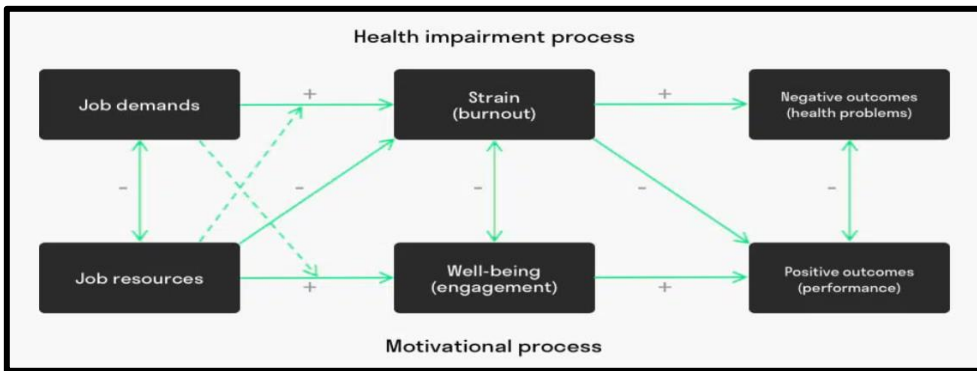 Health impairment process
Job demands
+
Strain
(burnout)
+
Negative outcomes
(health problems)
-
-
-
-
-
Job resources
+
Well-being
(engagement)
+
Positive outcomes
(performance)
Motivational process